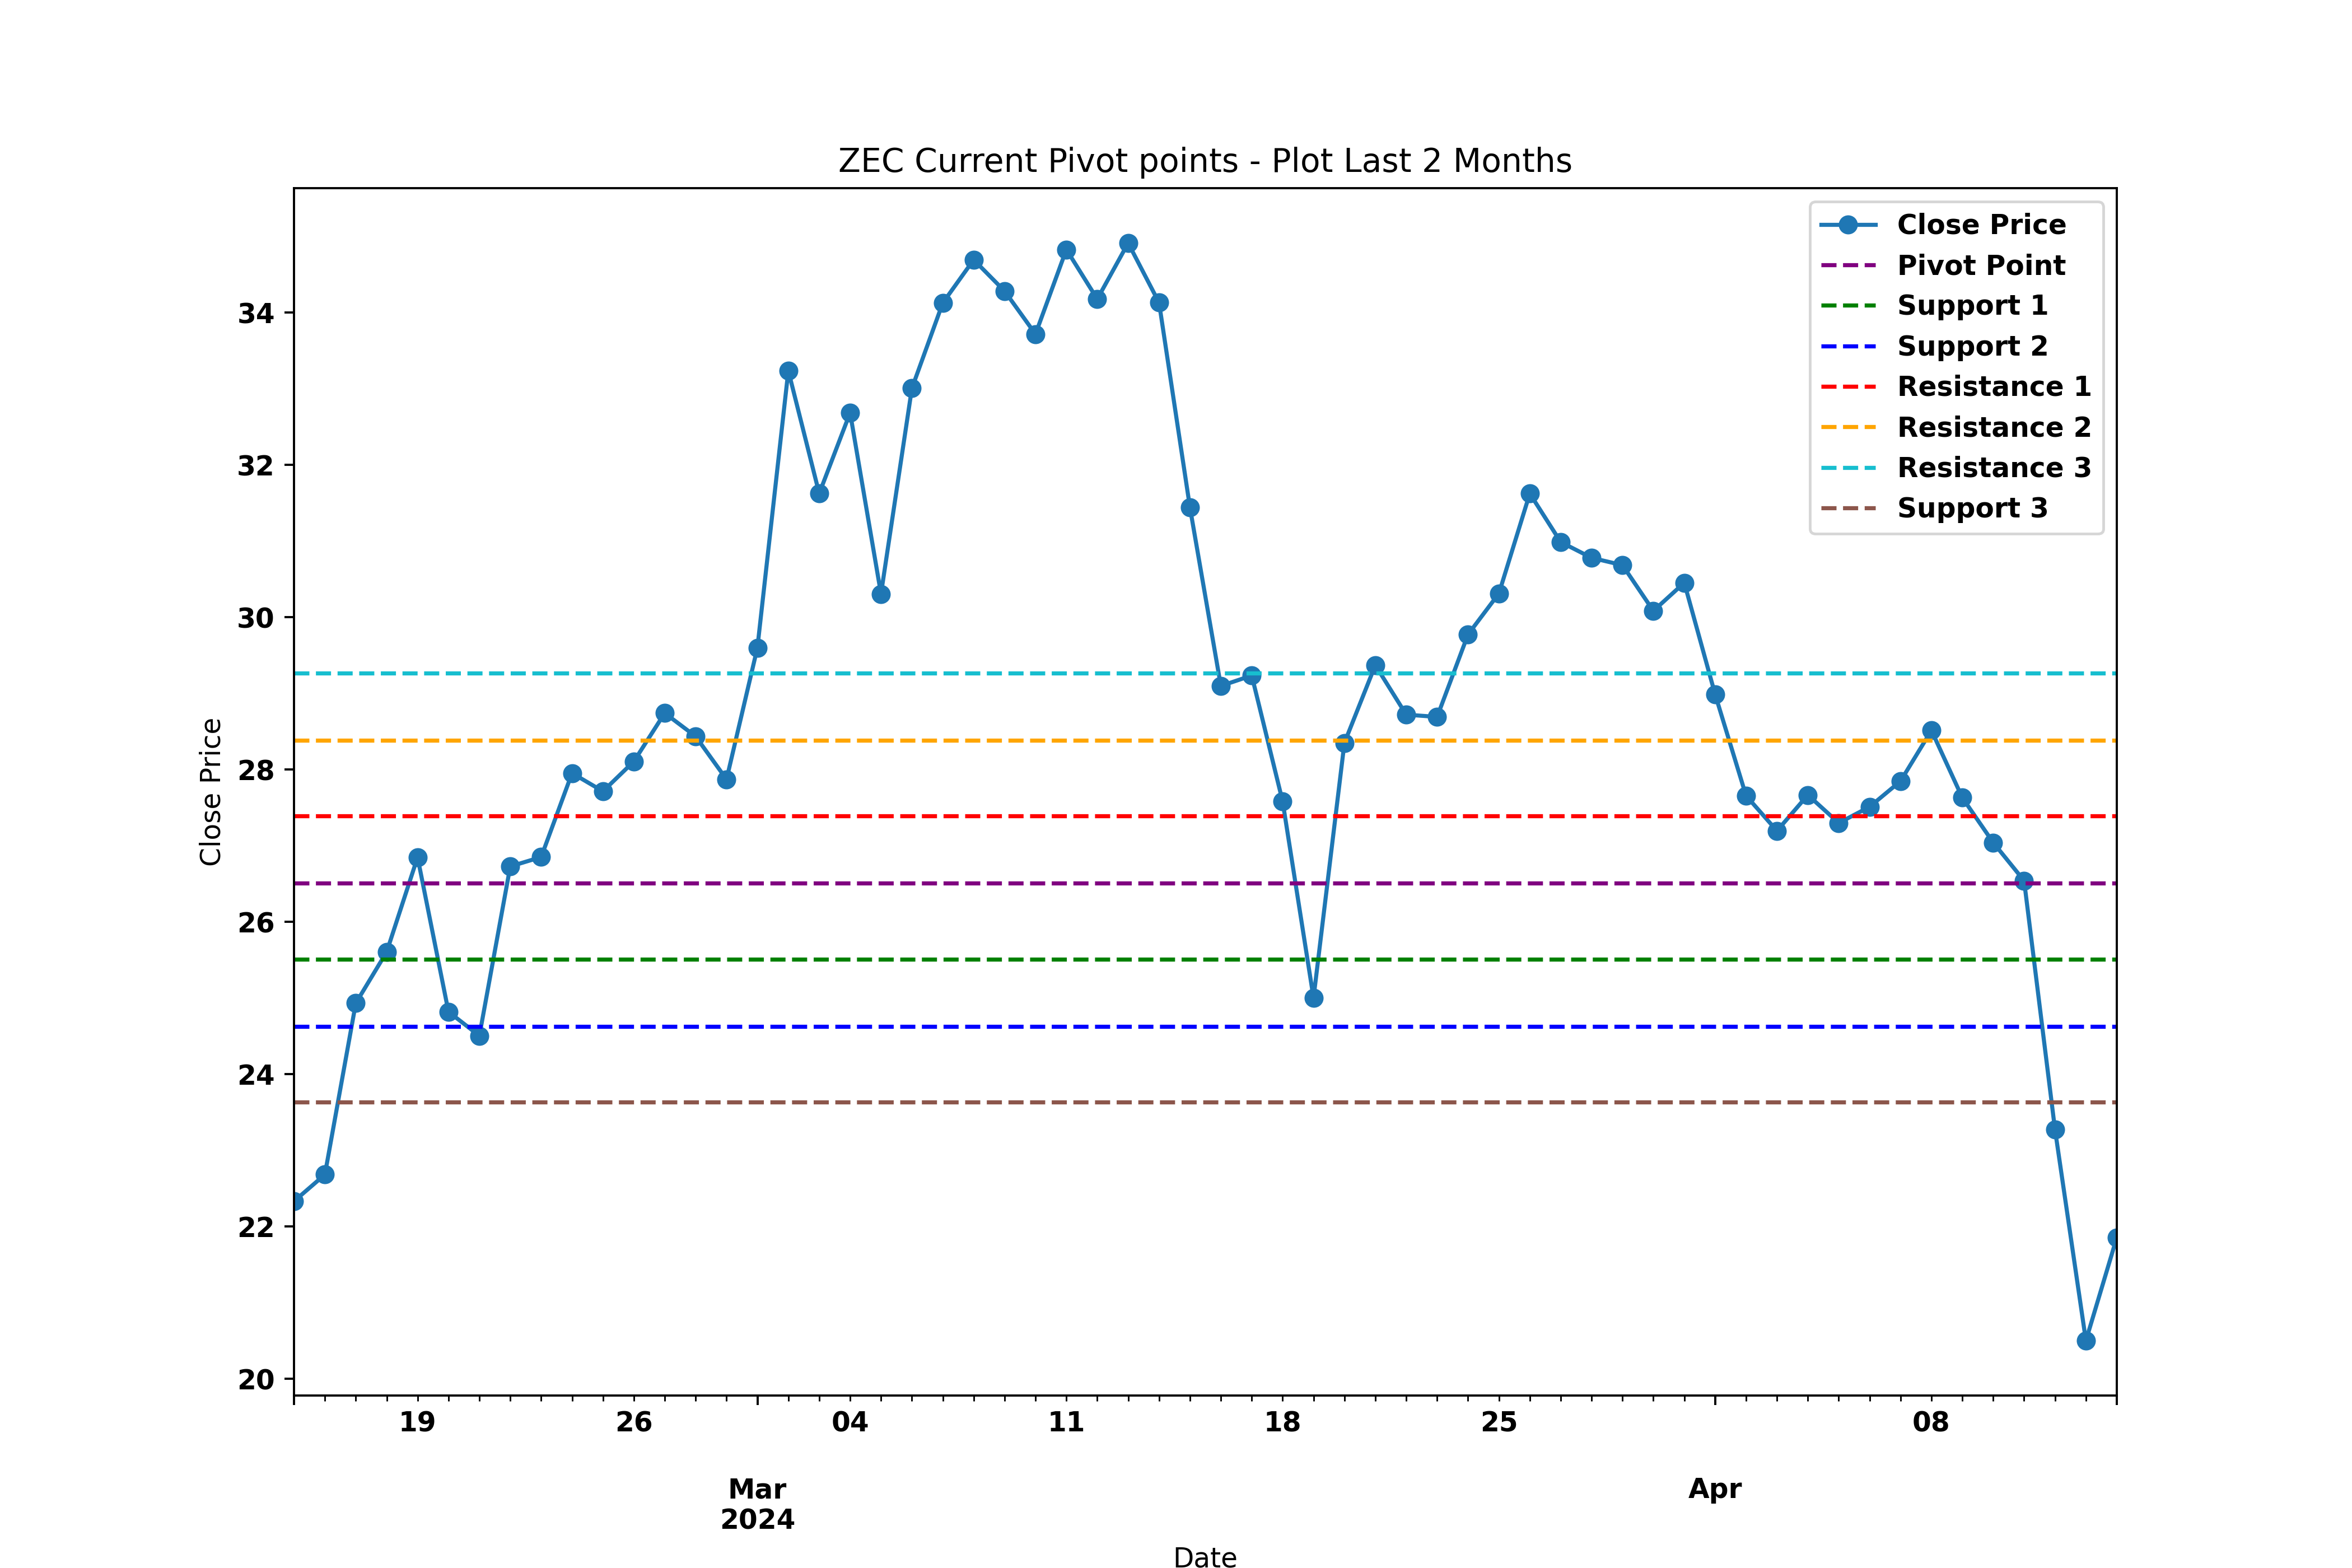 ZEC Current Pivot points - Plot Last 2 Months
Close Price
Pivot Point
Support 1
Support 2
Resistance 1
Resistance 2
Resistance 3
Support 3
34
32
30
28
26
24
22
20
Close Price
19
26
04
11
18
25
08
Mar
2024
Apr
Date